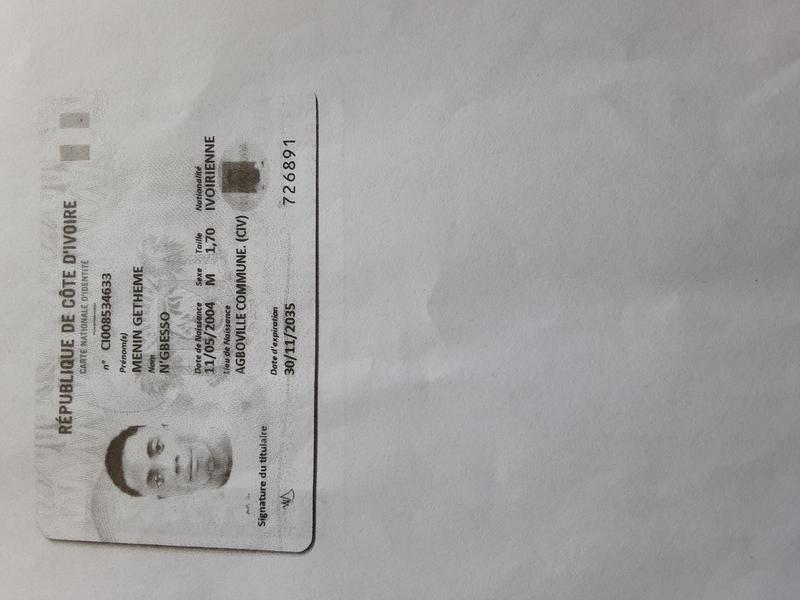 RÉPUBLIQUE DE CÔTE D'IVOIRE
CARTE NATIONALE D'IDENTITÉ
n° CI008534633
Prénom(s)
MENIN GETHEME
Nom
N'GBESSO
Date de Naissance Sexe Taille Nationalité
11/05/2004 M 1,70 IVOIRIENNE
Lieu de Naissance
AGBOVILLE COMMUNE. (CIV)
Signature du titulaire
Date d'expiration
30/11/2035
726891